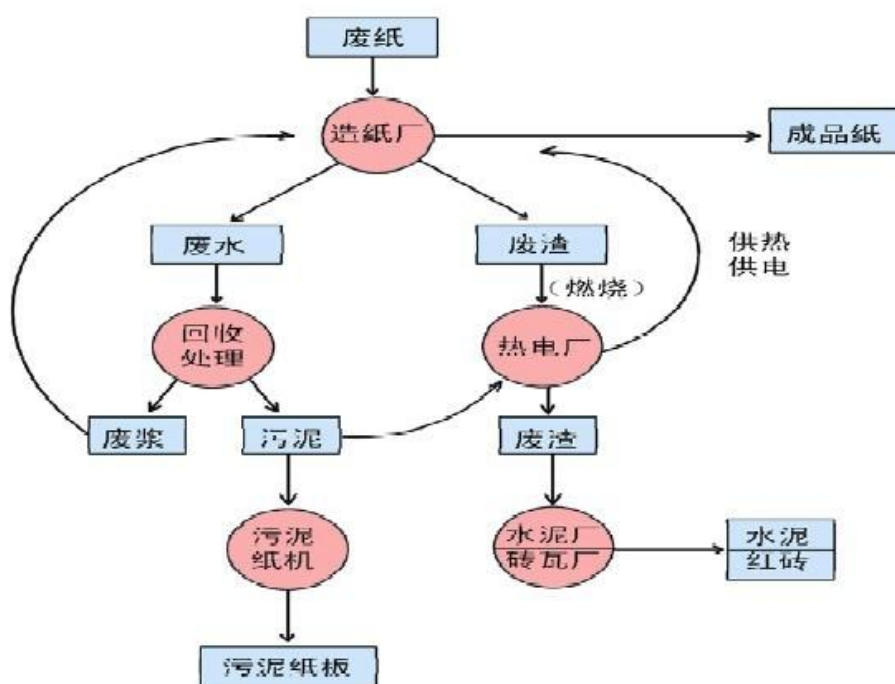 废纸
造紙厂
成品紙
废水
废渣
供热
供电
（燃烧）
回收
处理
热电厂
废浆
污泥
废渣
污泥
纸机
水泥厂
砖瓦厂
水泥
红砖
污泥纸板